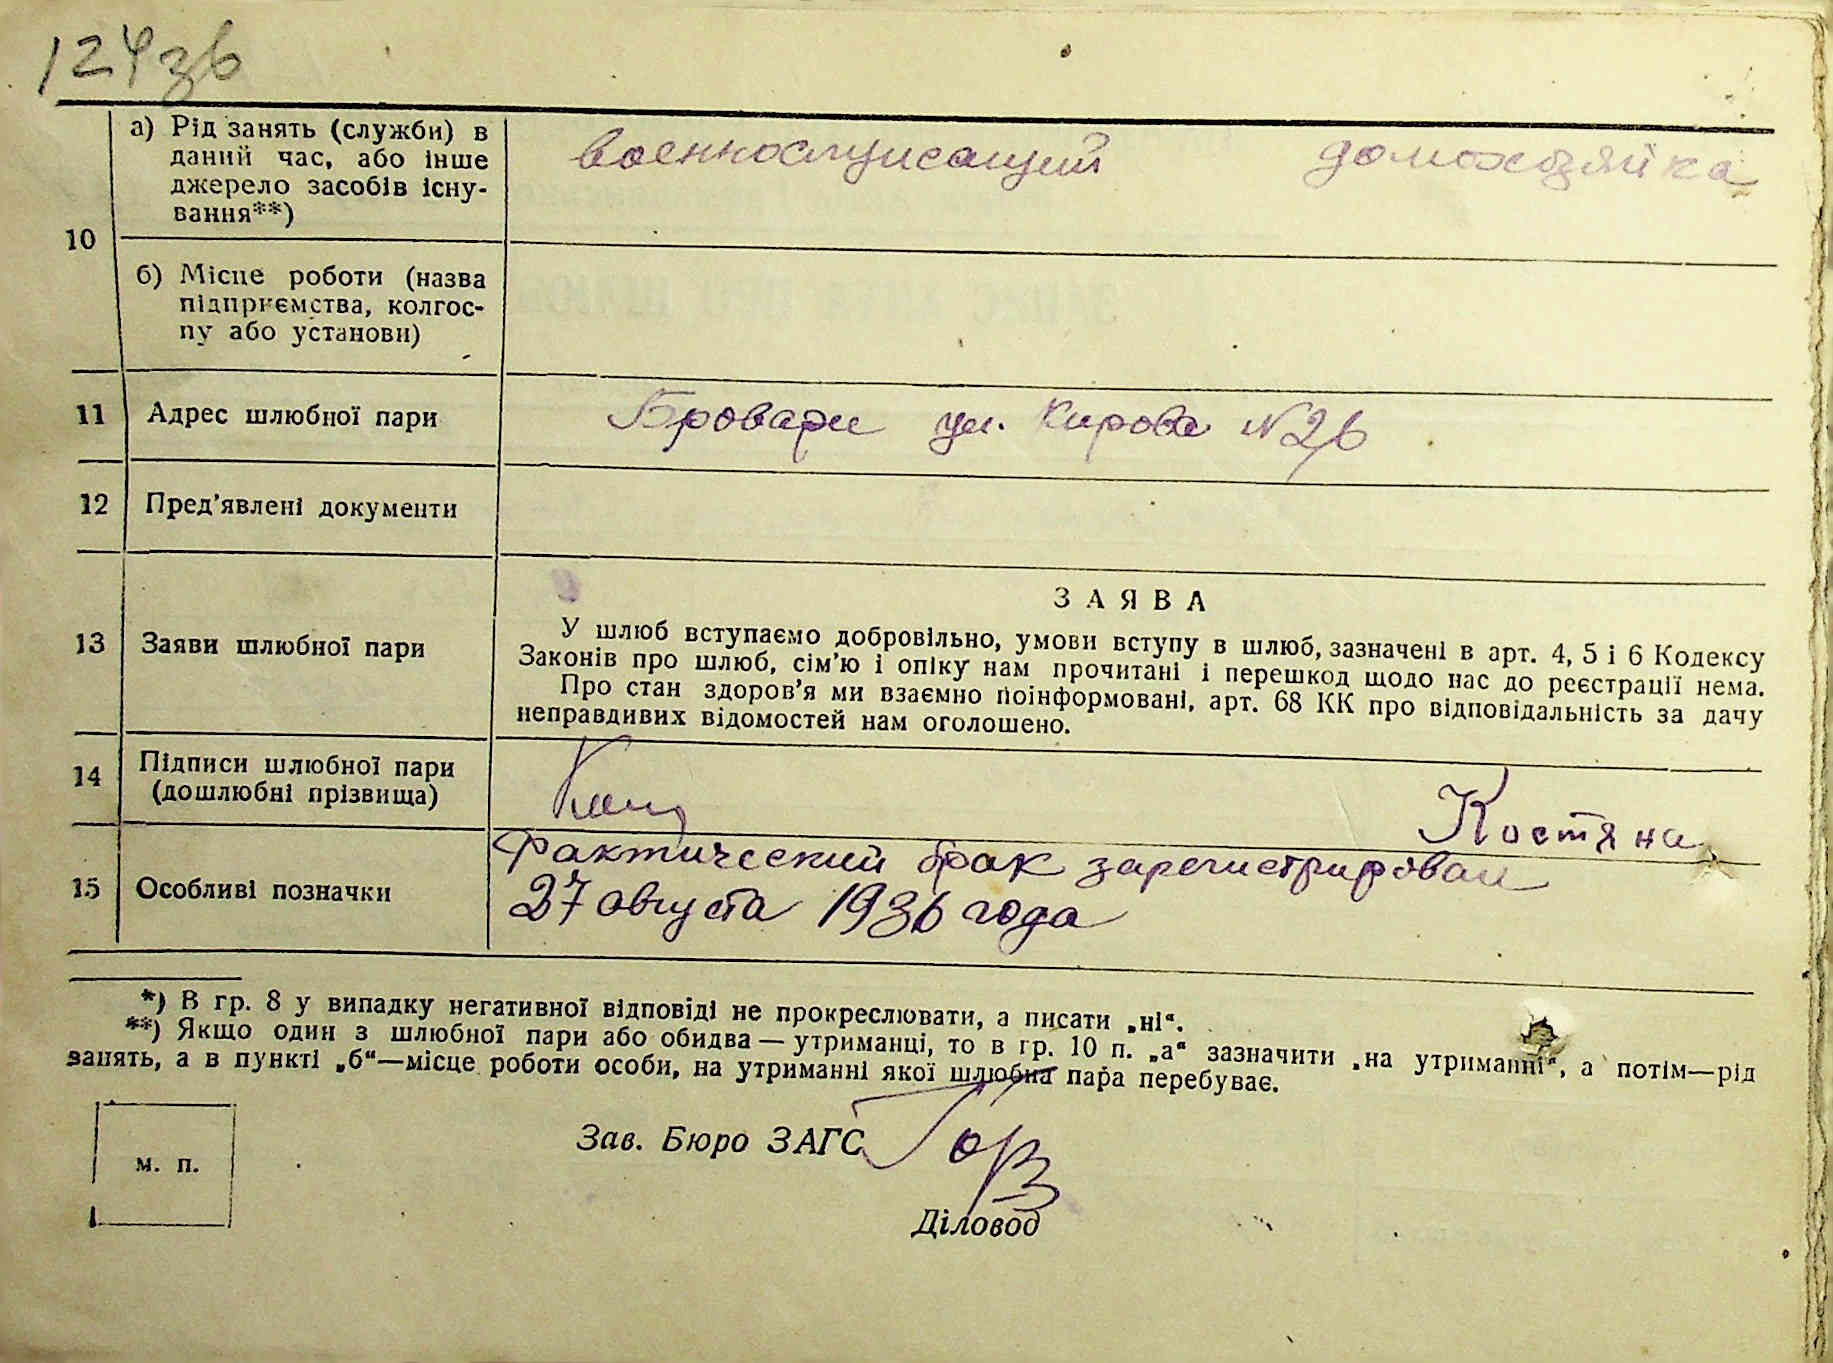 124 зв
а) Рід занять (служби) в
даний час, або інше
джерело засобів існу-
вання**)
военнослужащий домохозяйка
10
б) Місце роботи (назва
підприємства, колгос-
пу або установи)
11 Адрес шлюбної пари Бровари ул. Кирова №26
12 Пред’явлені документи
ЗАЯВА
13 Заяви шлюбної пари
У шлюб вступаємо добровільно, умови вступу в шлюб, зазначені в арт. 4, 5 і 6 Кодексу
Законів про шлюб, сім’ю і опіку нам прочитані і перешкод щодо нас до реєстрації нема.
Про стан здоров’я ми взаємно поінформовані, арт. 68 КК про відповідальність за дачу
неправдивих відомостей нам оголошено.
14 Підписи шлюбної пари
(дошлюбні прізвища)
Костяна
15 Особливі позначки
Фактический брак зарегистрирован
27 августа 1936 года
*) В гр. 8 у випадку негативної відповіді не прокреслювати, а писати „ні“.
**) Якщо один з шлюбної пари або обидва — утриманці, то в гр. 10 п. „а“ зазначити „на утриманні“, а потім—рід
занять, а в пункті „б“—місце роботи особи, на утриманні якої шлюбна пара перебуває.
Зав. Бюро ЗАГС
м. п.
Діловод